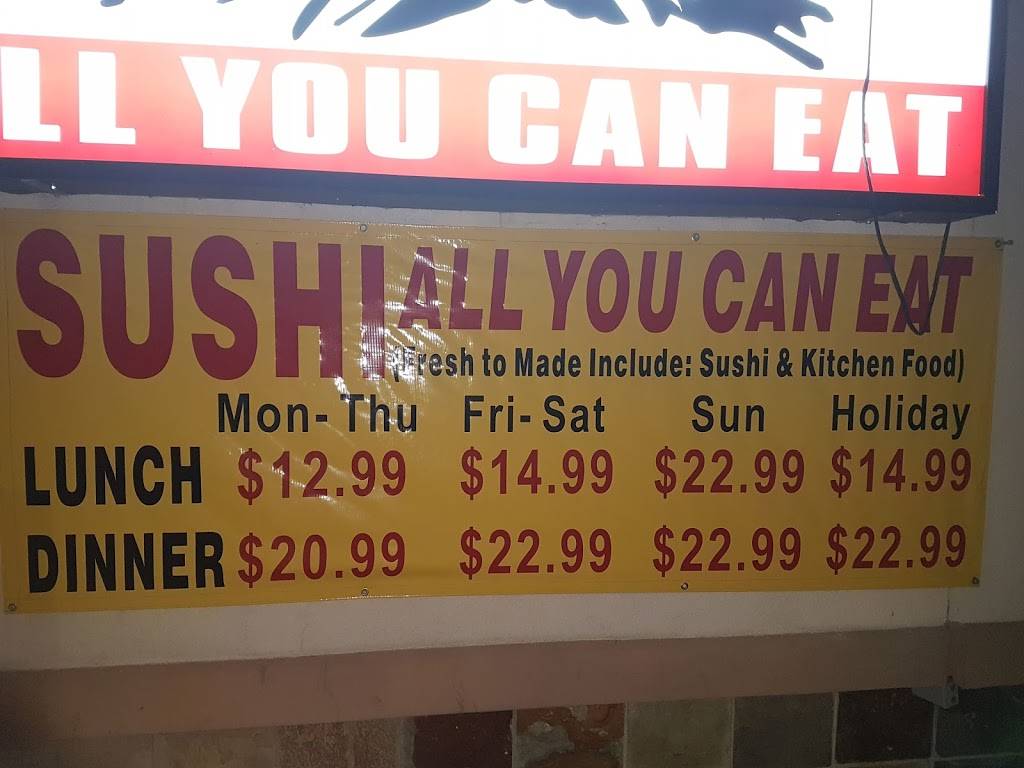 LL YOU CAN EAT
SUSHI ALL YOU CAN EAT
(Fresh to Made Include: Sushi & Kitchen Food)
Mon- Thu Fri- Sat Sun Holiday
LUNCH $12.99 $14.99 $22.99 $14.99
DINNER $20.99 $22.99 $22.99 $22.99